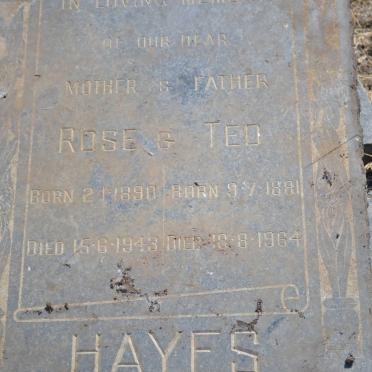 IN LOVING
OF OUR DEAR
MOTHER & FATHER
ROSE & TED
BORN 2-1-1890 BORN 9-7-1881
DIED 15-6-1943 DIED 18-8-1964
HAYES